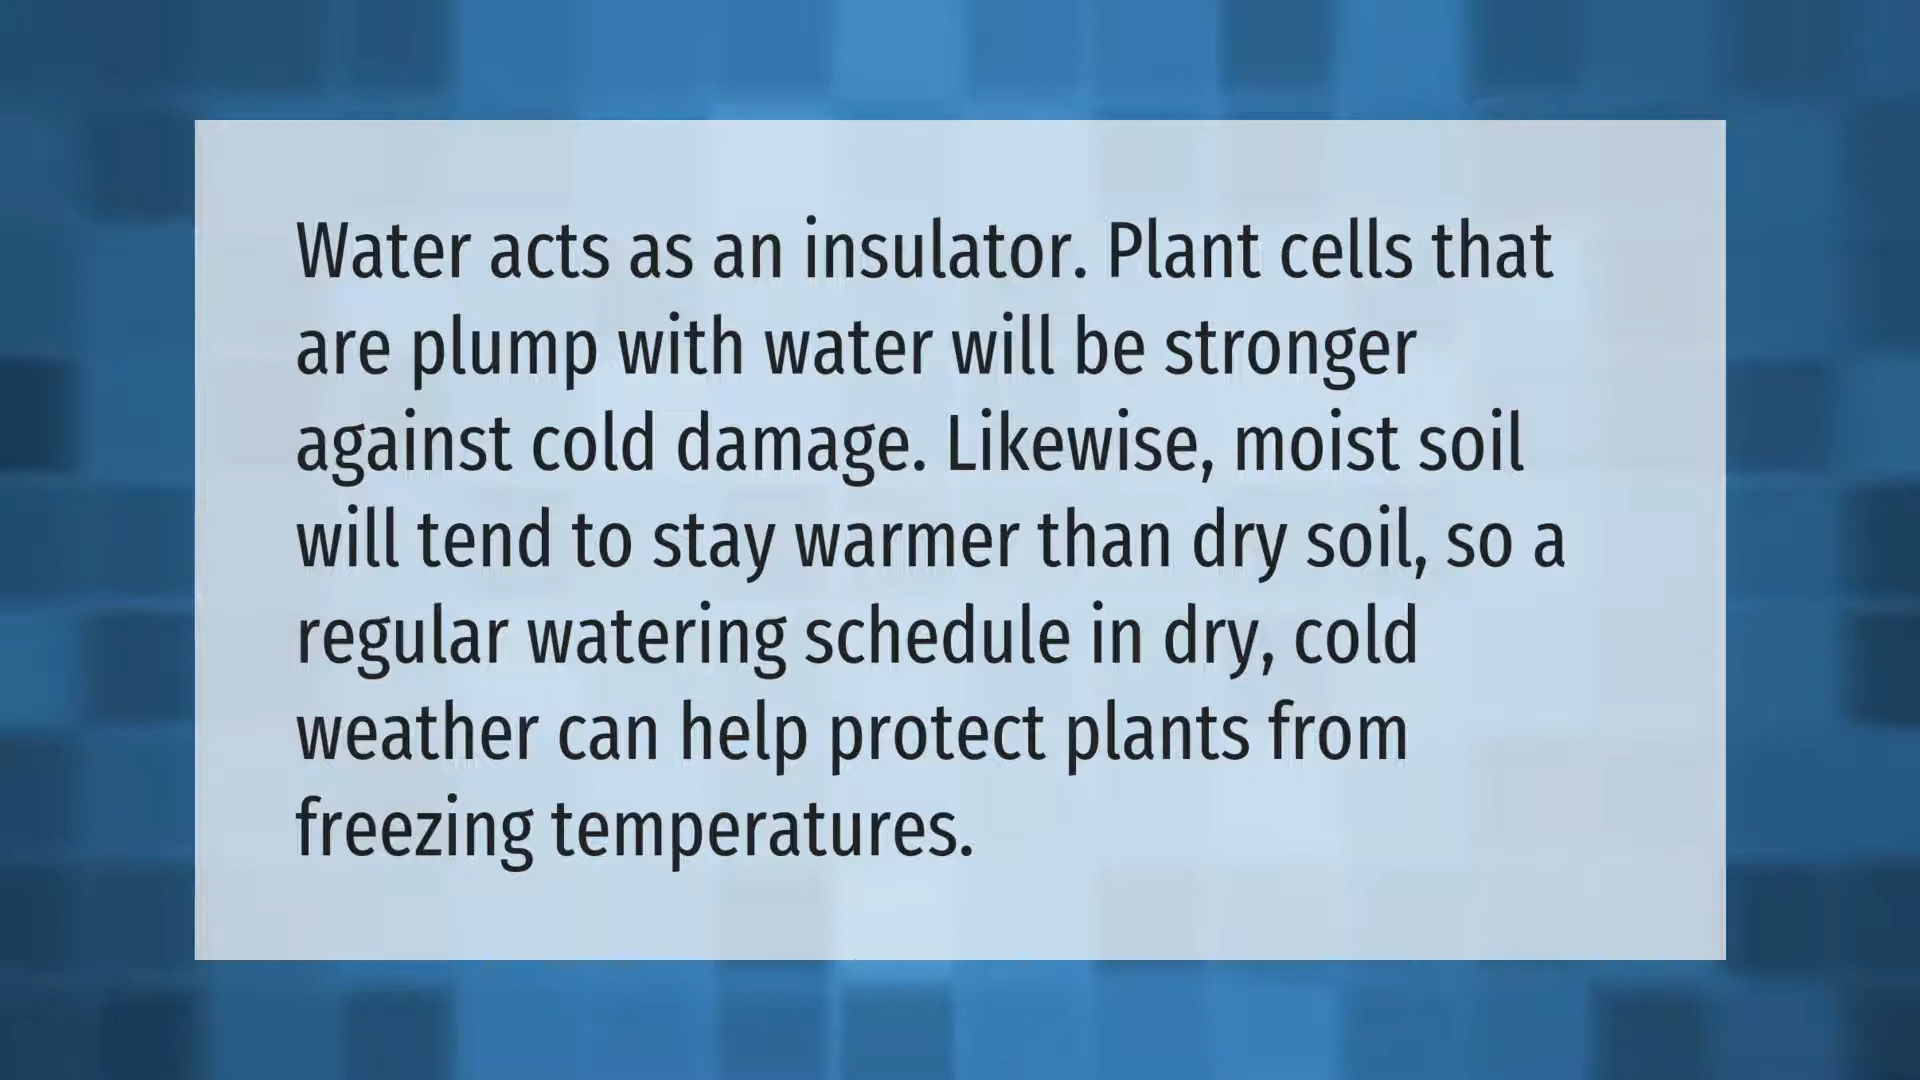 Water acts as an insulator. Plant cells that
are plump with water will be stronger
against cold damage. Likewise, moist soil
will tend to stay warmer than dry soil, so a
regular watering schedule in dry, cold
weather can help protect plants from
freezing temperatures.